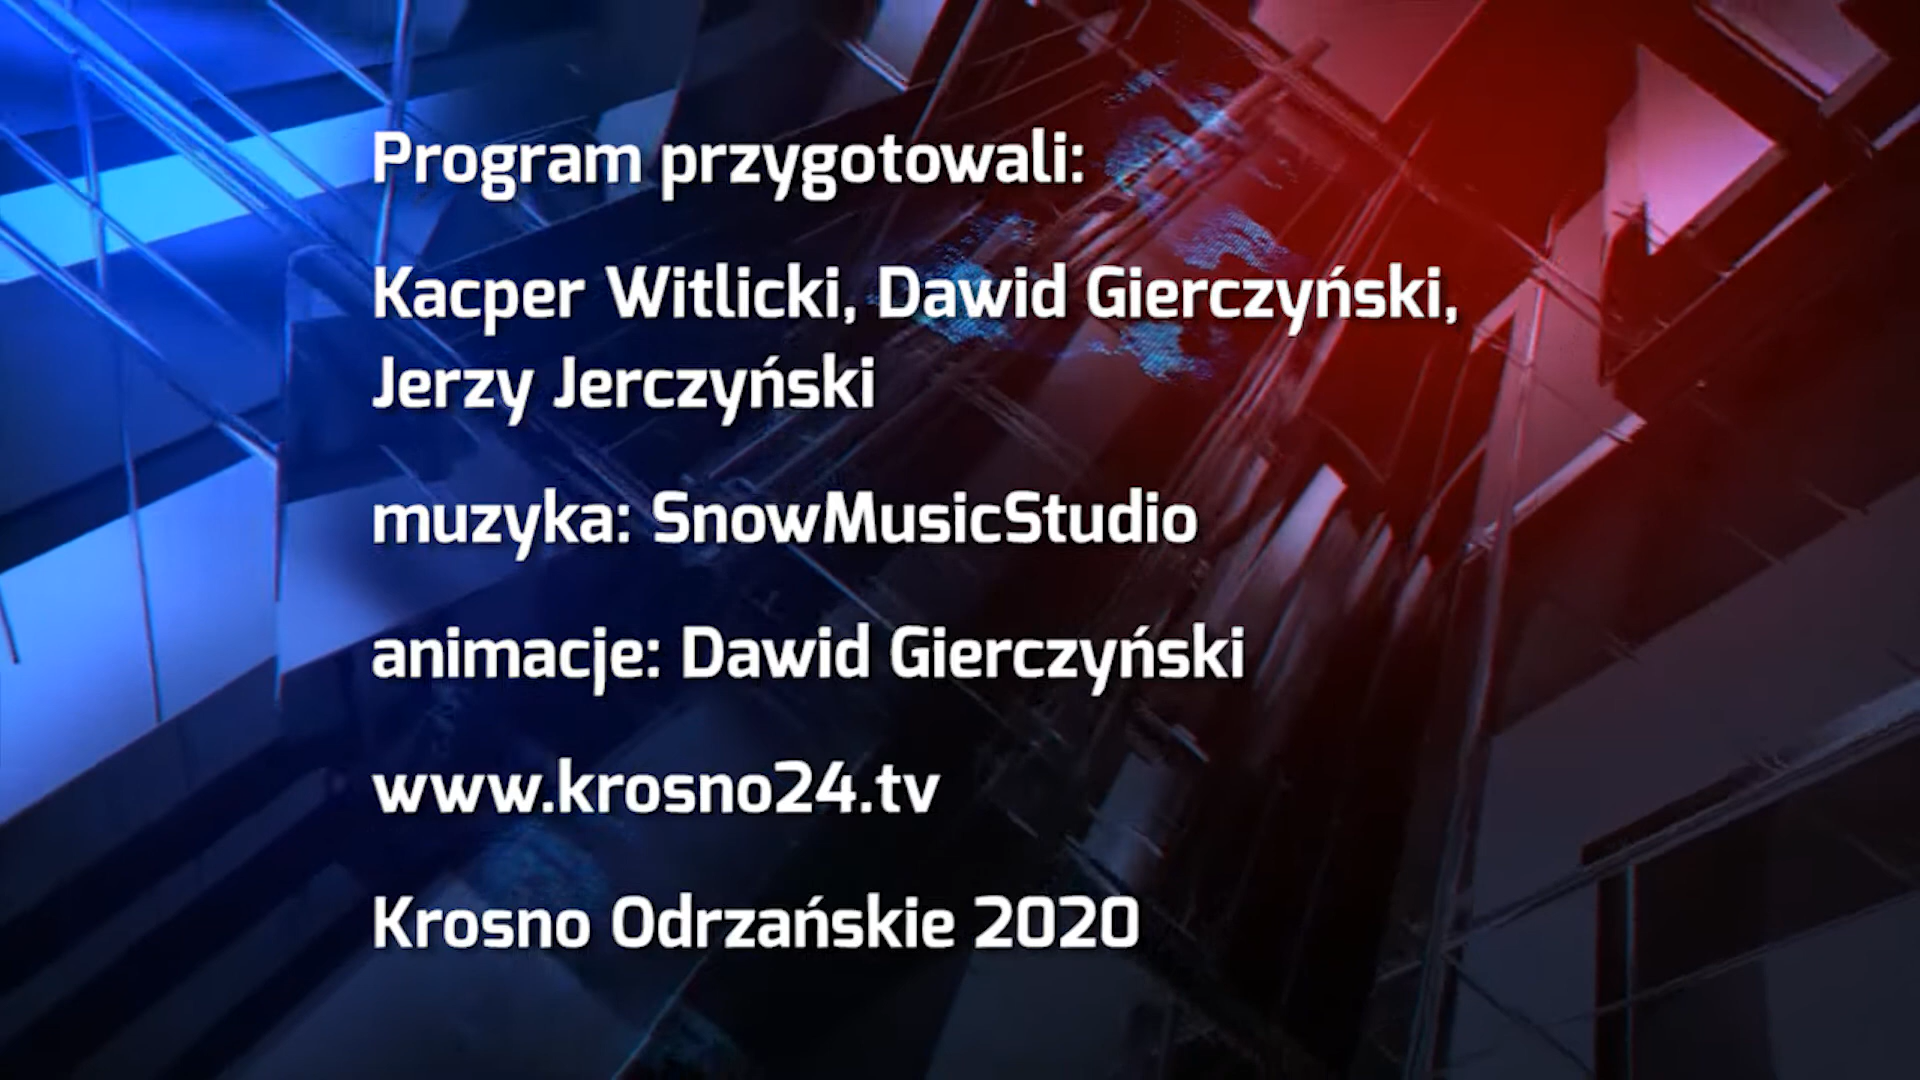 Program przygotowali:
Kacper Witlicki, Dawid Gierczyński,
Jerzy Jerczyński
muzyka: SnowMusicStudio
animacje: Dawid Gierczyński
www.krosno24.tv
Krosno Odrzańskie 2020